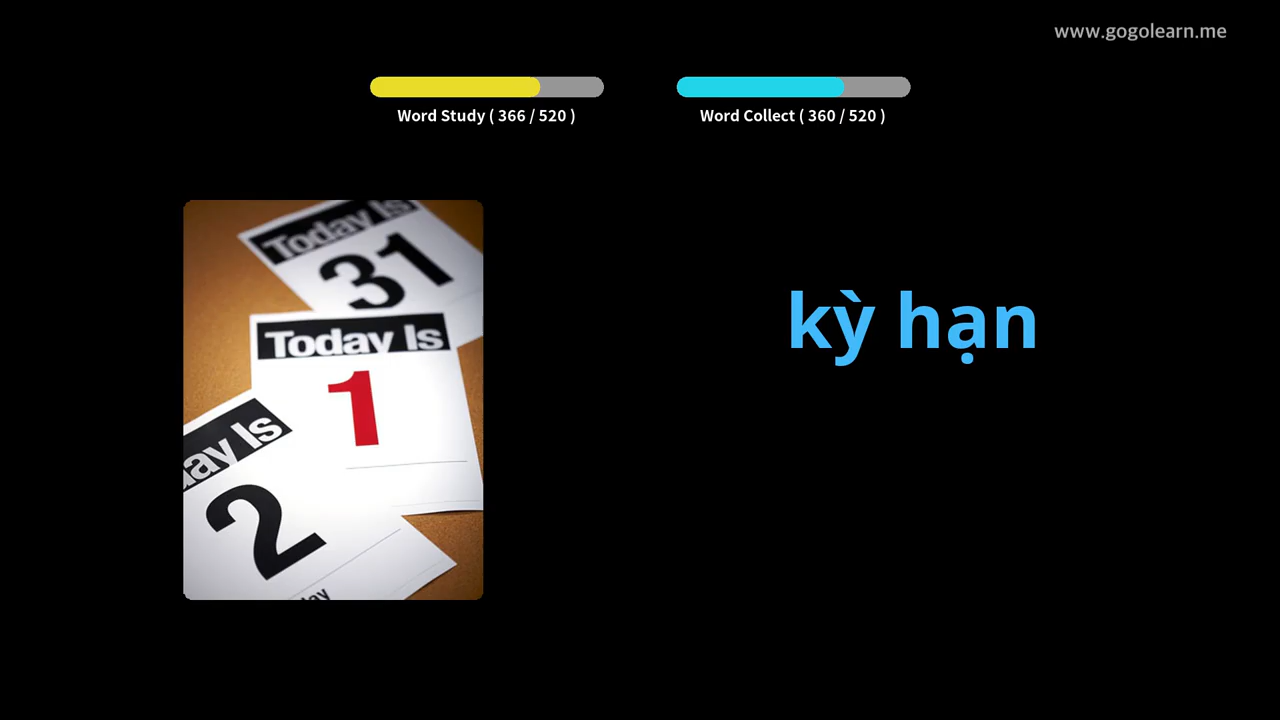 www.gogolearn.me
Word Study ( 366 / 520 )
Word Collect ( 360 / 520 )
Today Is
31
Today Is
1
ay Is
2
kỳ hạn